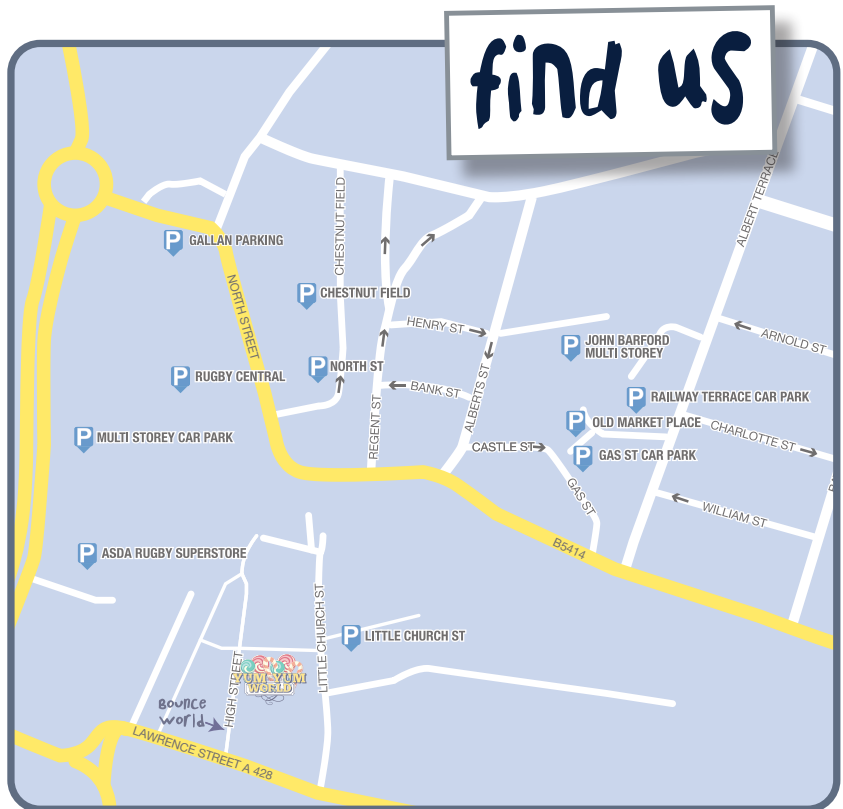 find us
ALBERT TERRACE
CHESTNUT FIELD
P GALLAN PARKING
NORTH STREET
P CHESTNUT FIELD
HENRY ST
ARNOLD ST
P JOHN BARFORD
MULTI STOREY
P NORTH ST
P RUGBY CENTRAL
BANK ST
ALBERTS ST
REGENT ST
P RAILWAY TERRACE CAR PARK
P OLD MARKET PLACE
CHARLOTTE ST
P MULTI STOREY CAR PARK
CASTLE ST
P GAS ST CAR PARK
GAS ST
WILLIAM ST
B5414
P ASDA RUGBY SUPERSTORE
LITTLE CHURCH ST
P LITTLE CHURCH ST
HIGH STREET
YUM YUM
WORLD
Bounce
world
LAWRENCE STREET A 428